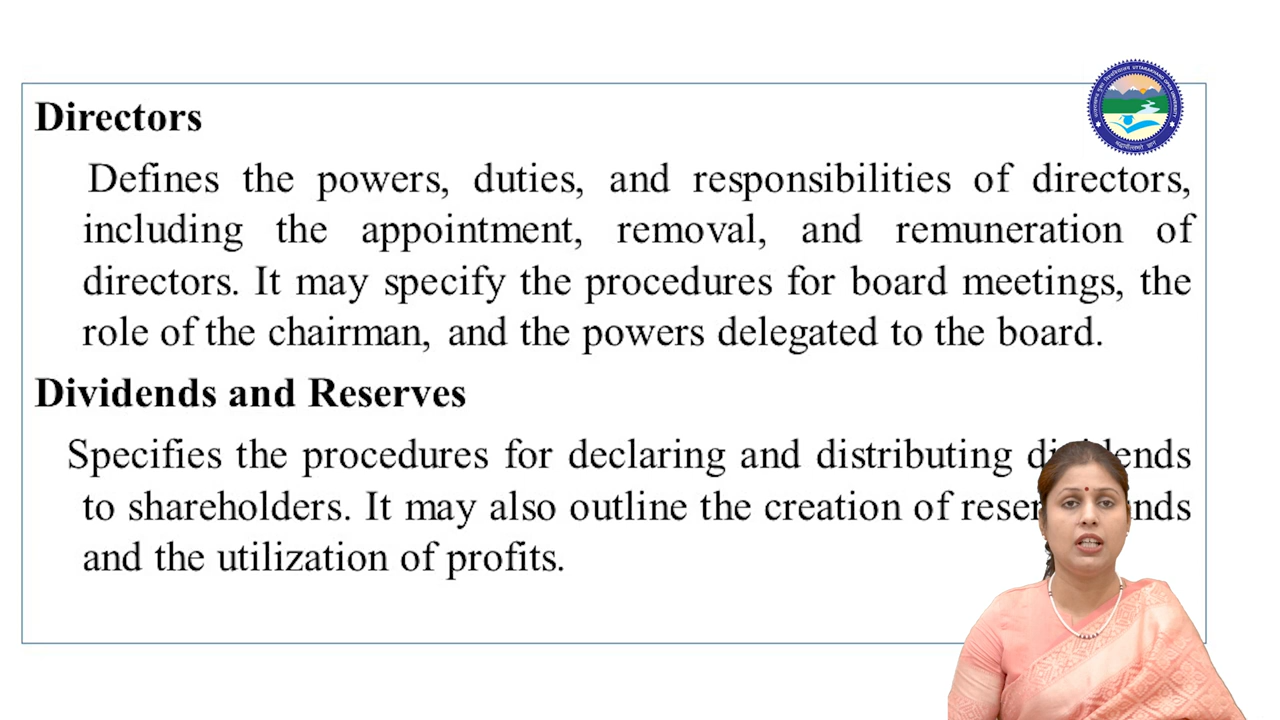 Directors
Defines the powers, duties, and responsibilities of directors,
including the appointment, removal, and remuneration of
directors. It may specify the procedures for board meetings, the
role of the chairman, and the powers delegated to the board.
Dividends and Reserves
Specifies the procedures for declaring and distributing
to shareholders. It may also outline the creation of
and the utilization of profits.
UTTARAKHAND OPEN UNIVERSITY